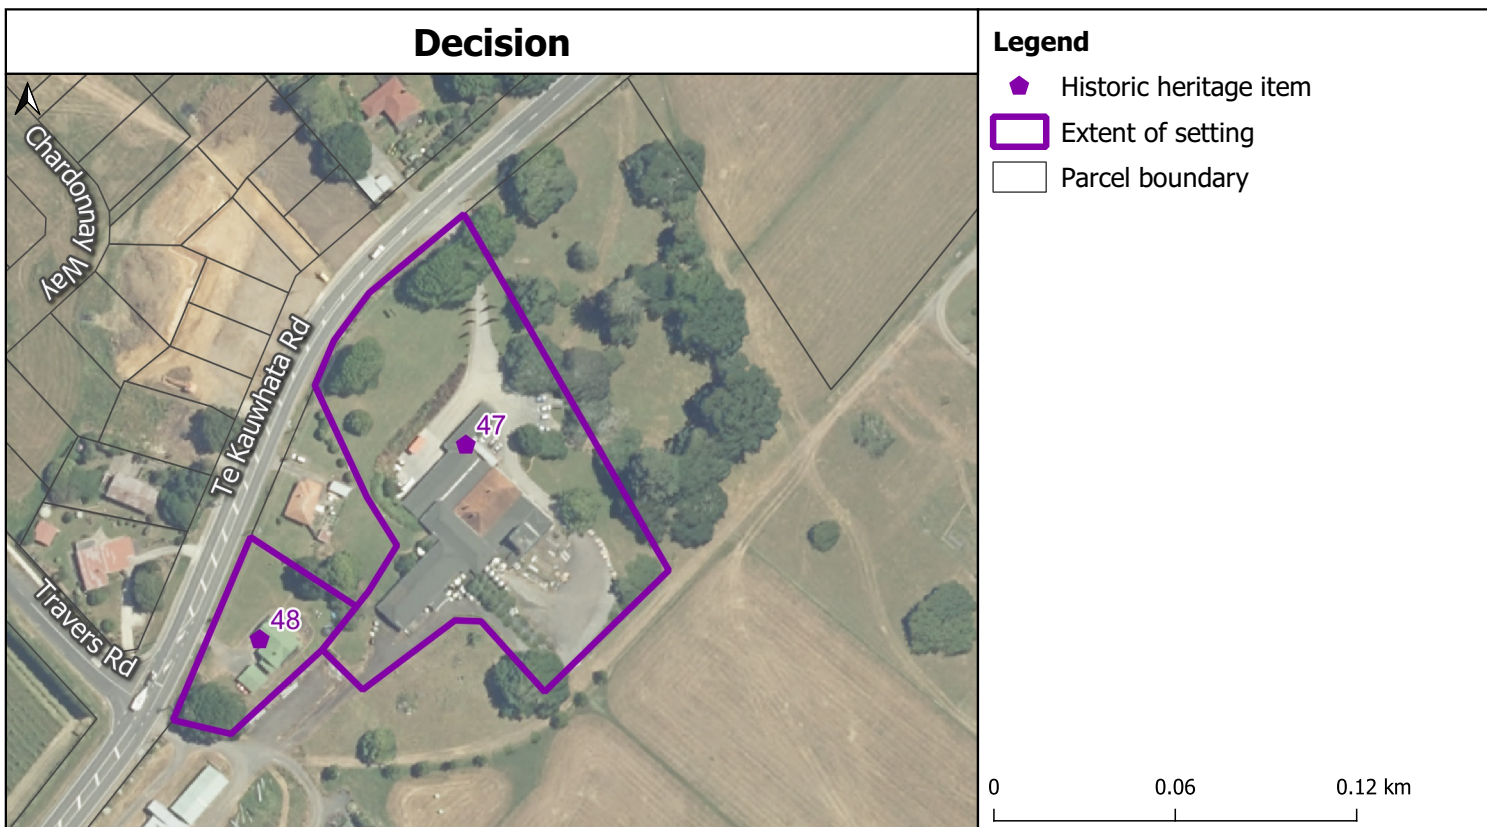 Decision
Chardonnay Way
Te Kauwhata Rd
Travers Rd
47
48
Legend
Historic heritage item
Extent of setting
Parcel boundary
0 0.06 0.12 km